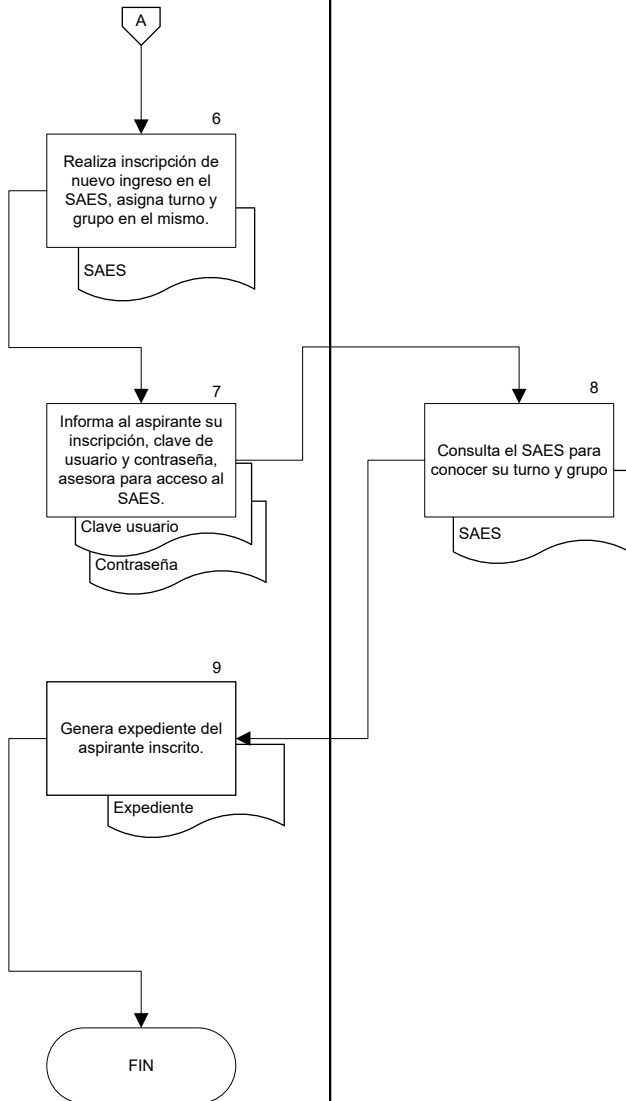 A
6
Realiza inscripción de
nuevo ingreso en el
SAES, asigna turno y
grupo en el mismo.
SAES
7
Informa al aspirante su
inscripción, clave de
usuario y contraseña,
asesora para acceso al
SAES.
Clave usuario
Contraseña
8
Consulta el SAES para
conocer su turno y grupo
SAES
9
Genera expediente del
aspirante inscrito.
Expediente
FIN